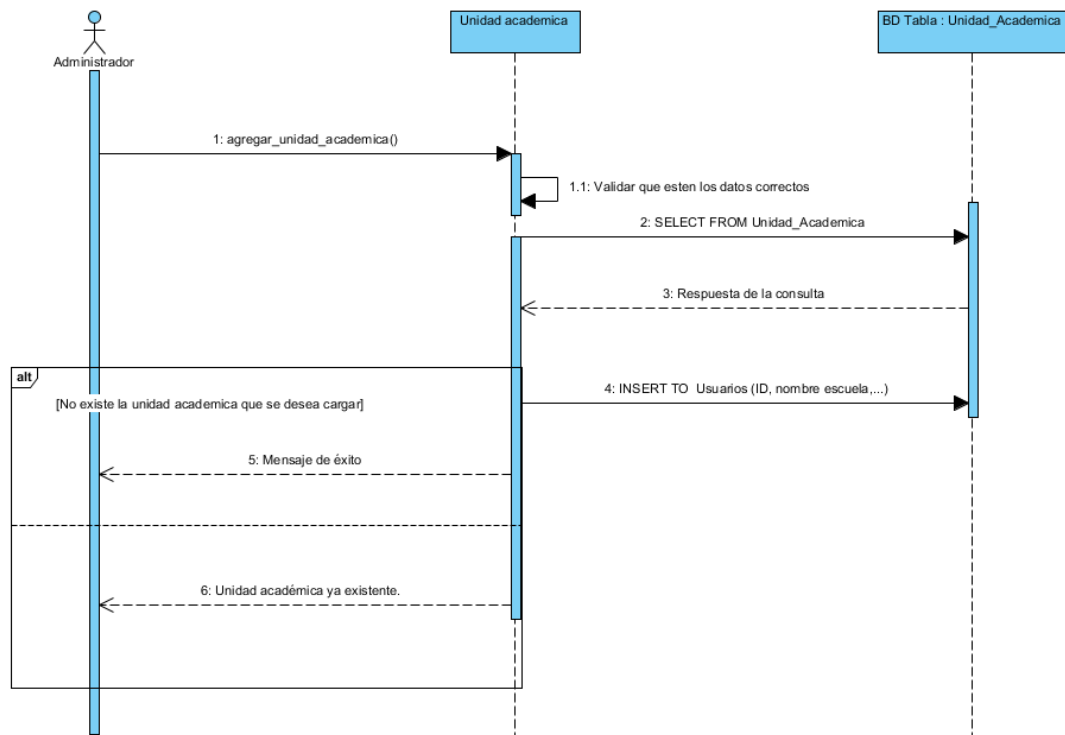 Unidad academica
BD Tabla : Unidad_Academica
Administrador
1: agregar_unidad_academica()
1.1: Validar que esten los datos correctos
2: SELECT FROM Unidad_Academica
3: Respuesta de la consulta
alt
[No existe la unidad academica que se desea cargar]
4: INSERT TO Usuarios (ID, nombre escuela,...)
5: Mensaje de éxito
6: Unidad académica ya existente.